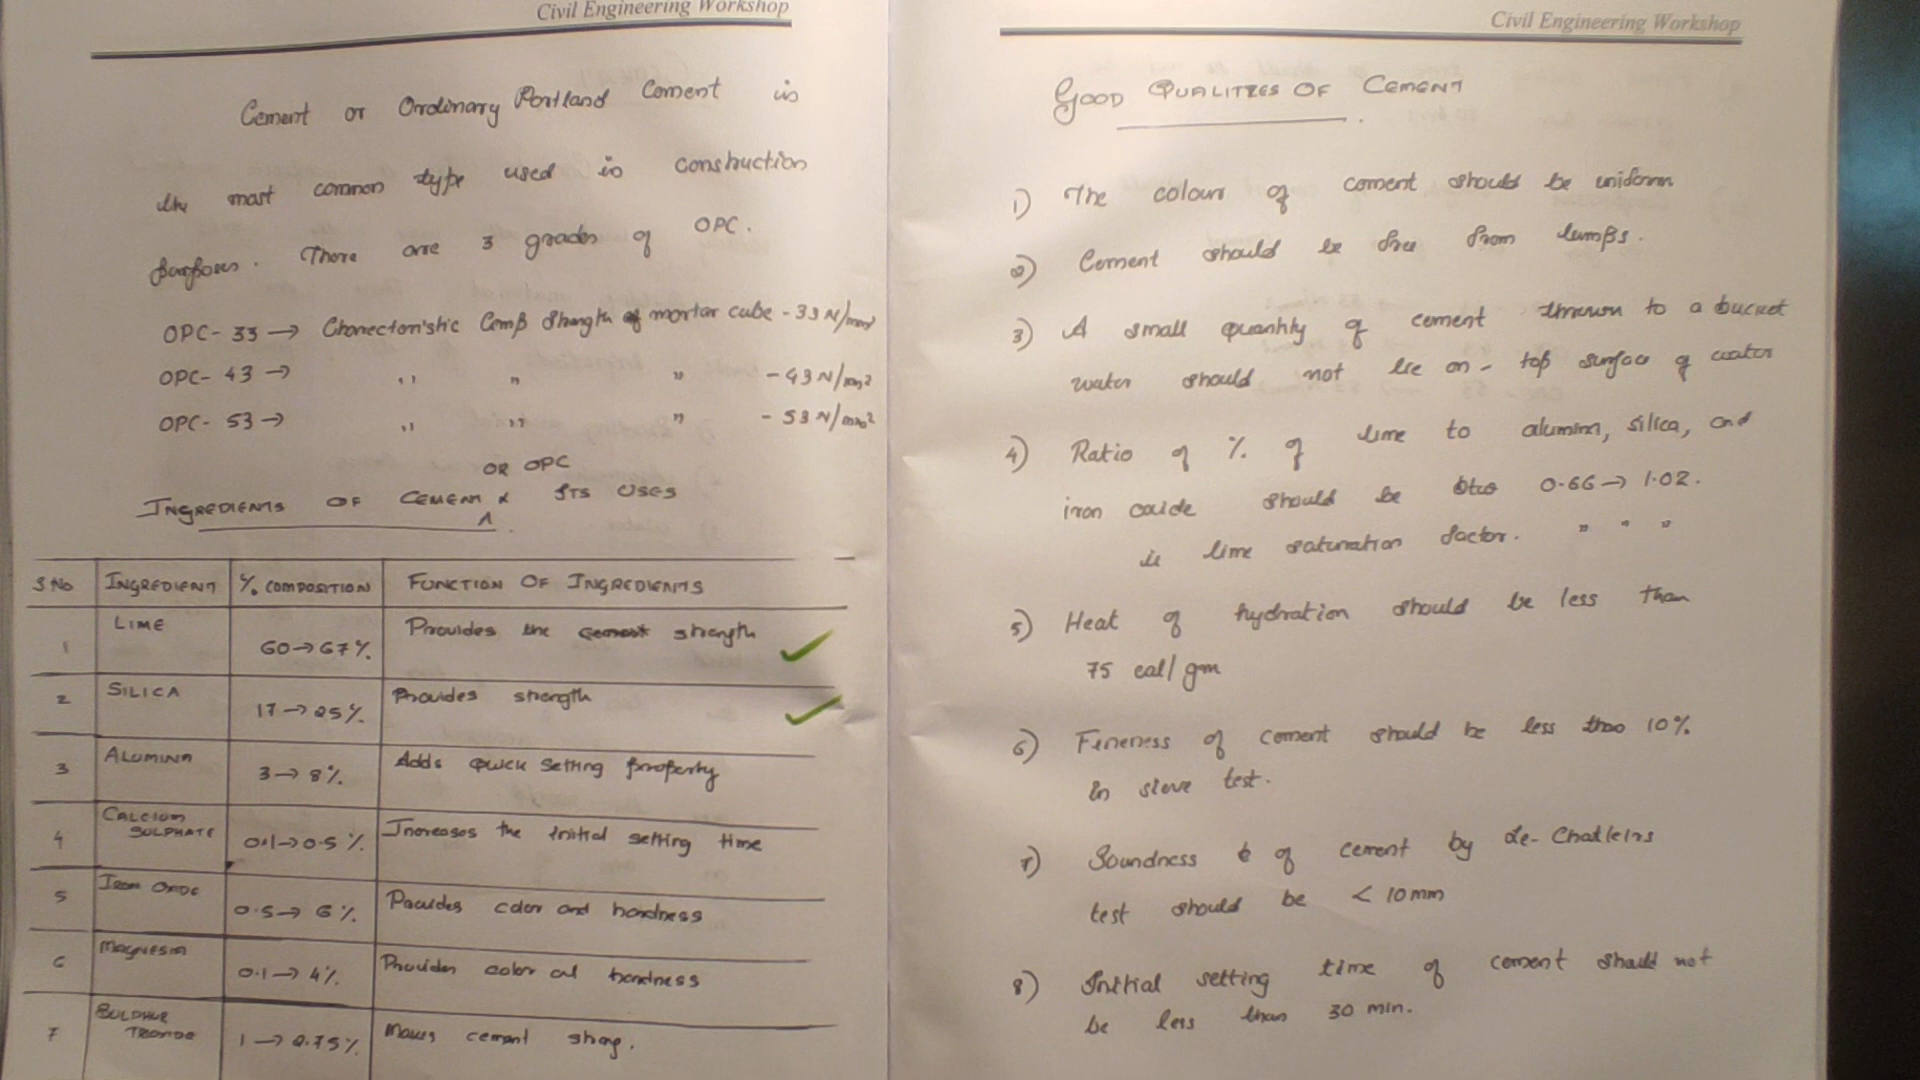 Civil Engineering Workshop
Cement or Ordinary Portland Cement is
the most common type used in construction
purposes. There are 3 grades of OPC.
OPC- 33 → Characteristic Comp Strength of mortar cube - 33 N/mm²
OPC- 43 → ,, ,, ,, - 43 N/mm²
OPC- 53 → ,, ,, ,, - 53 N/mm²
OR OPC
INGREDIENTS OF CEMENT & ITS USES
S No INGREDIENT % COMPOSITION FUNCTION OF INGREDIENTS
1 LIME 60→67%. Provides the cement strength
2 SILICA 17→25%. Provides strength
3 ALUMINA 3→8%. Adds quick setting property
4 CALCIUM SULPHATE 0.1→0.5 %. Increases the initial setting time
5 IRON OXIDE 0.5→6%. Provides color and hardness
6 MAGNESIA 0.1→4%. Provides color and hardness
7 SULPHUR TRIOXIDE 1→2.75%. Makes cement strong.
Civil Engineering Workshop
GOOD QUALITIES OF CEMENT
1) The colour of cement should be uniform
2) Cement should be free from lumps.
3) A small quantity of cement thrown to a bucket
water should not lie on - top surface of water
4) Ratio of % of lime to alumina, silica, and
iron oxide should be btw 0.66→1.02.
is lime saturation factor. " " "
5) Heat of hydration should be less than
75 cal/gm
6) Fineness of cement should be less than 10%.
In sieve test.
7) Soundness of cement by Le-Chatleirs
test should be < 10mm
8) Initial setting time of cement should not
be less than 30 min.